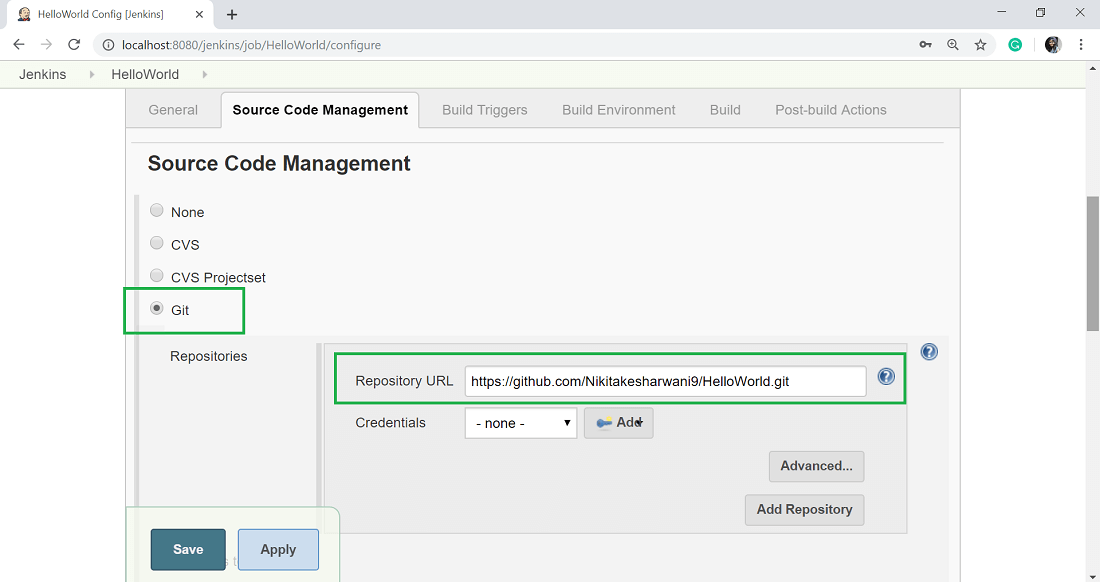 HelloWorld Config [Jenkins]
localhost:8080/jenkins/job/HelloWorld/configure
Jenkins HelloWorld
General Source Code Management Build Triggers Build Environment Build Post-build Actions
Source Code Management
None
CVS
CVS Projectset
Git
Repositories
Repository URL https://github.com/Nikitakesharwani9/HelloWorld.git
Credentials - none - Add
Advanced...
Add Repository
Save Apply